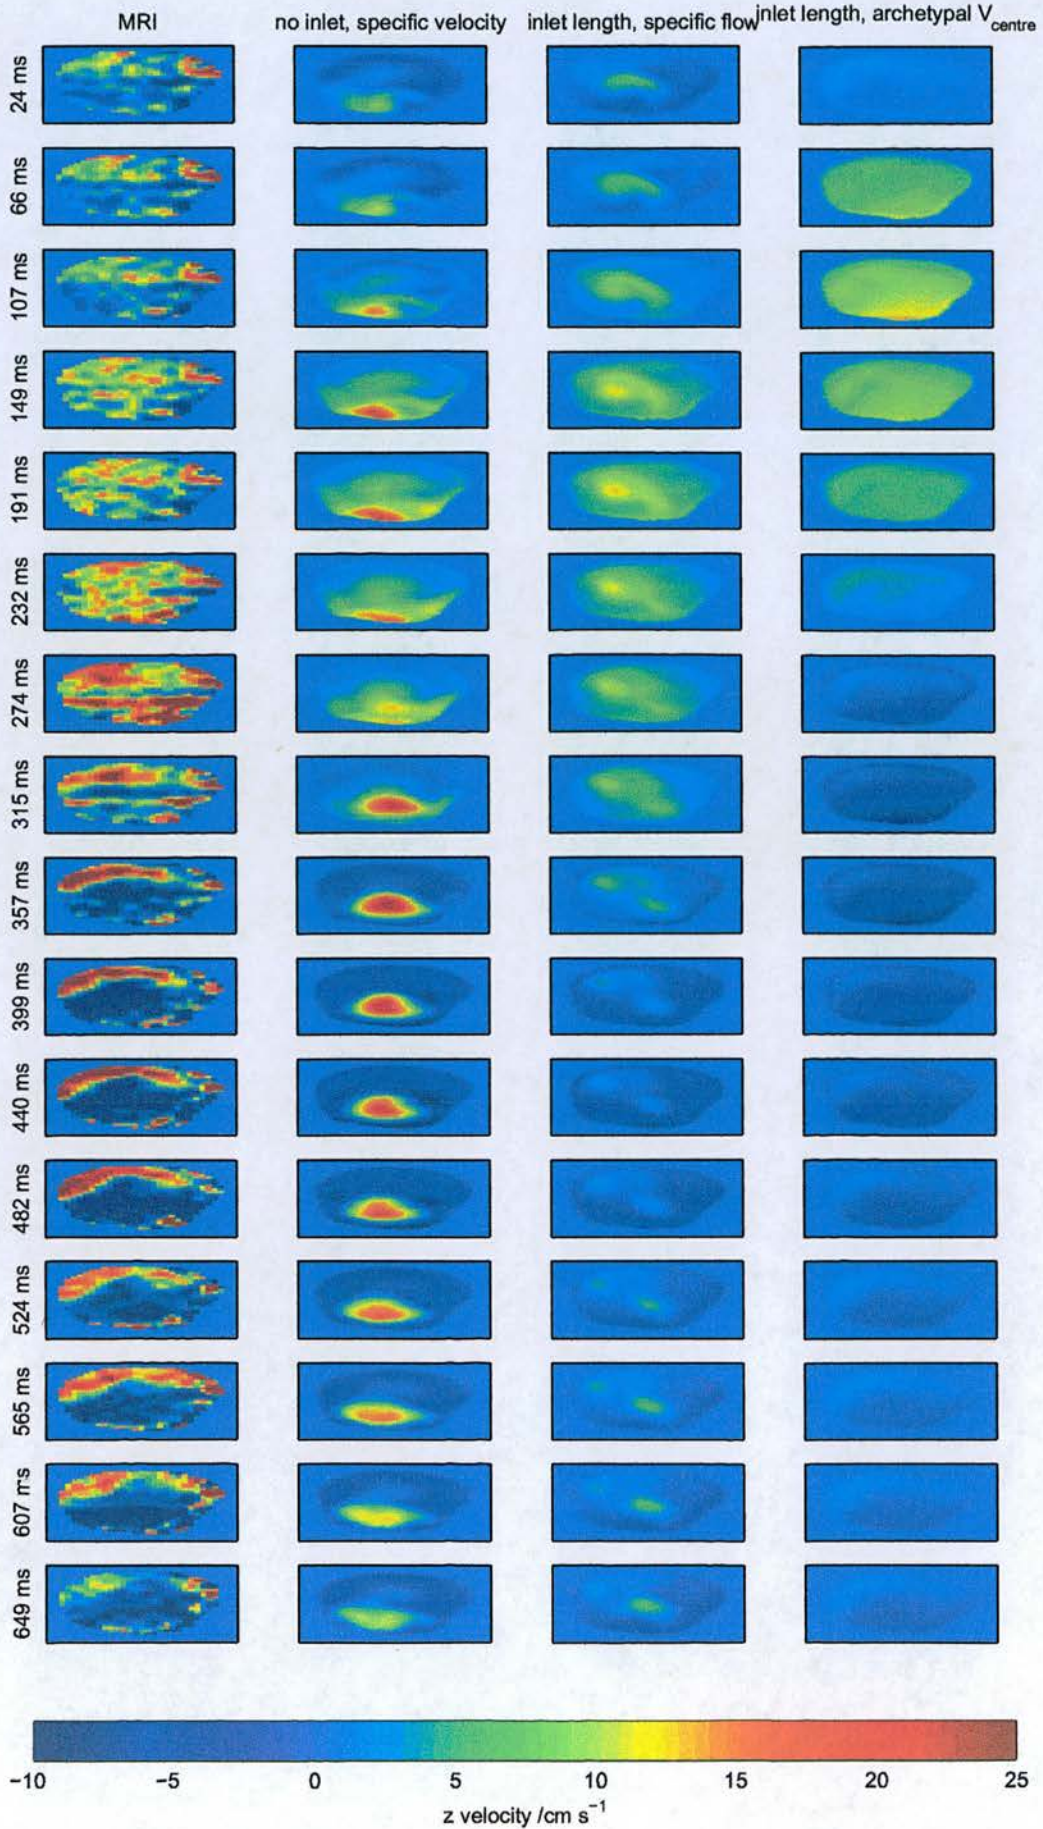 MRI
no inlet, specific velocity
inlet length, specific flow
inlet length, archetypal V_centre
24 ms
66 ms
107 ms
149 ms
191 ms
232 ms
274 ms
315 ms
357 ms
399 ms
440 ms
482 ms
524 ms
565 ms
607 ms
649 ms
−10 −5 0 5 10 15 20 25
z velocity /cm s⁻¹